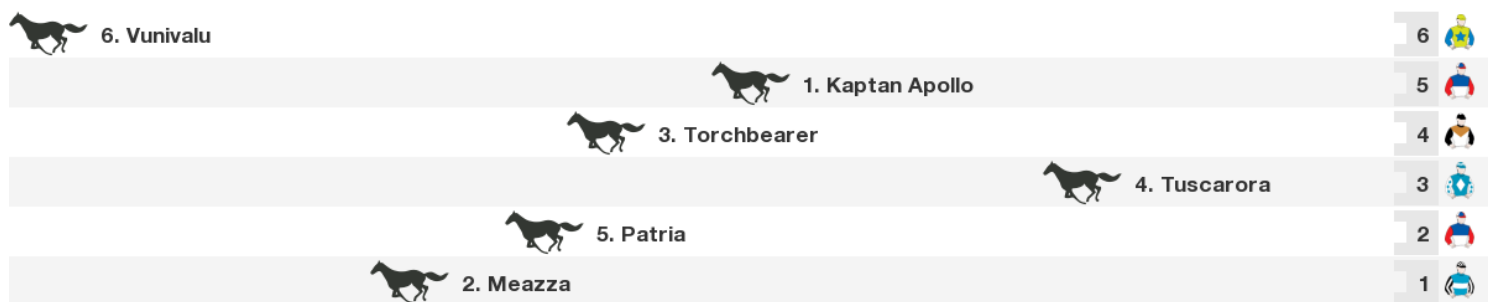 6. Vunivalu 6
1. Kaptan Apollo 5
3. Torchbearer 4
4. Tuscarora 3
5. Patria 2
2. Meazza 1